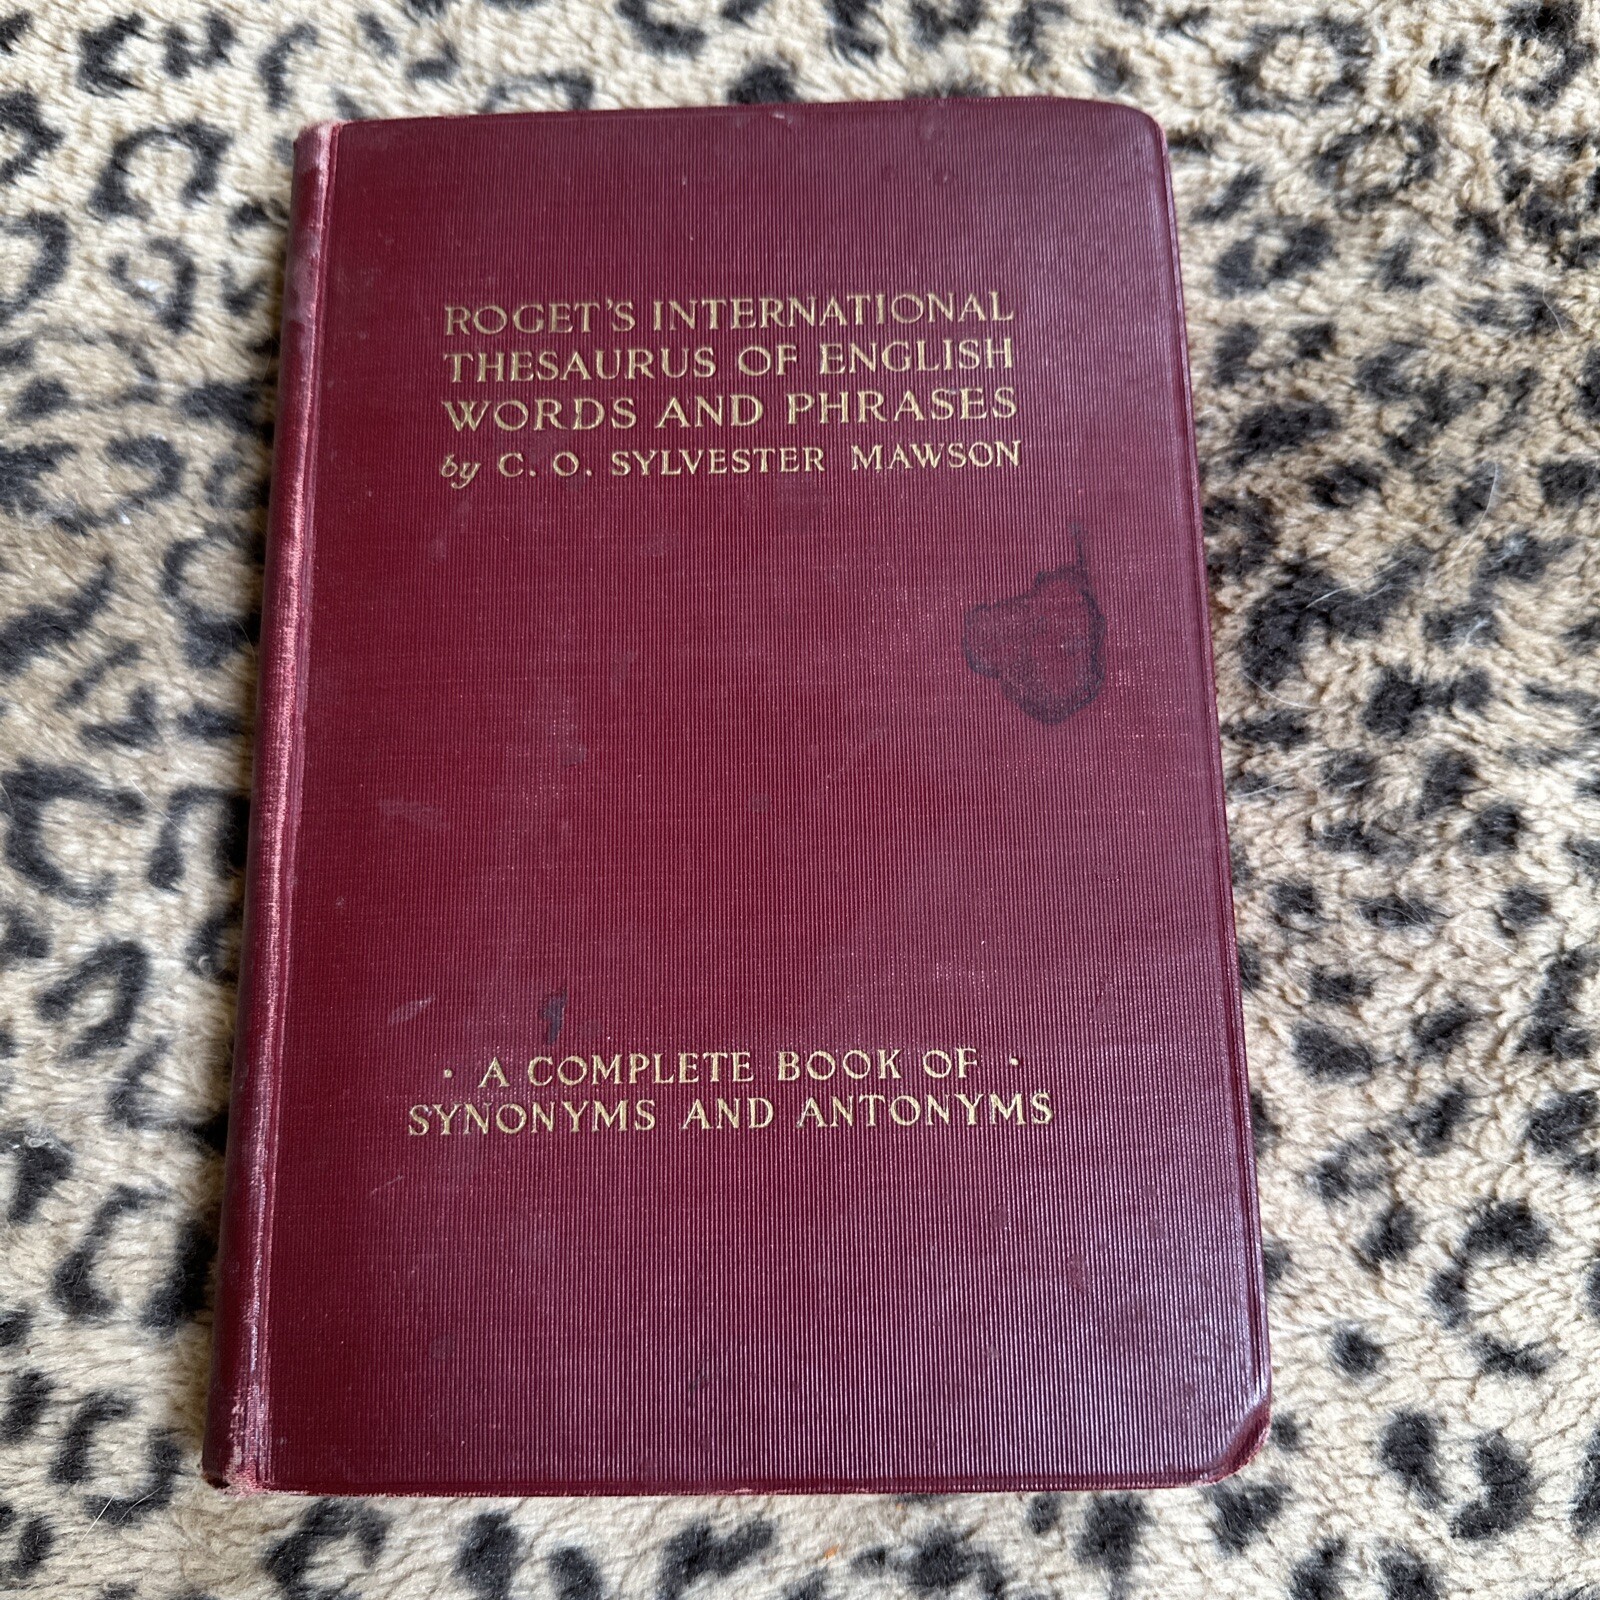 ROGET'S INTERNATIONAL
THESAURUS OF ENGLISH
WORDS AND PHRASES
by C. O. SYLVESTER MAWSON
· A COMPLETE BOOK OF ·
SYNONYMS AND ANTONYMS